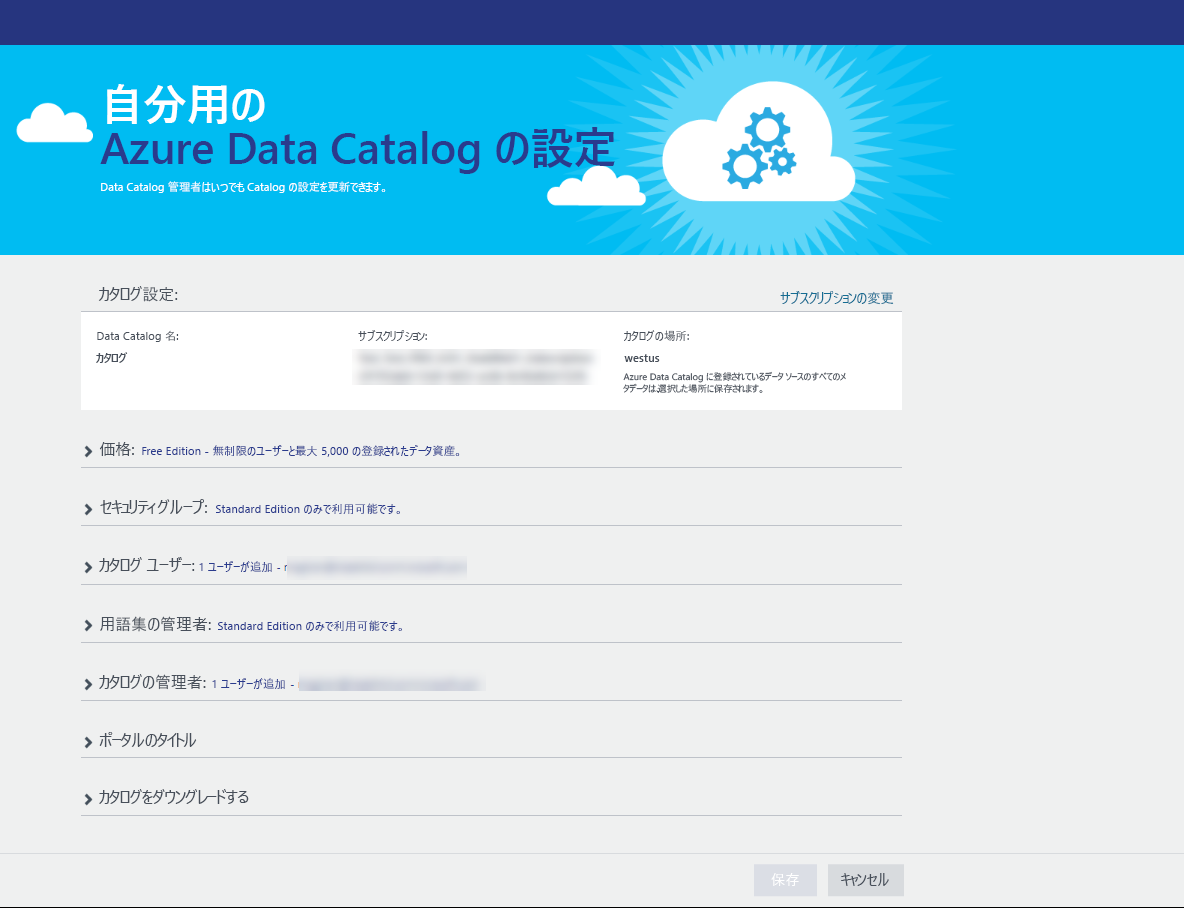 自分用の
Azure Data Catalog の設定
Data Catalog 管理者はいつでも Catalog の設定を更新できます。
カタログ設定:
サブスクリプションの変更
Data Catalog 名:
カタログ
サブスクリプション:
カタログの場所:
westus
Azure Data Catalog に登録されているデータ ソースのすべてのメ
タデータは、選択した場所に保存されます。
価格: Free Edition - 無制限のユーザーと最大 5,000 の登録されたデータ資産。
セキュリティグループ: Standard Edition のみで利用可能です。
カタログ ユーザー: 1 ユーザーが追加 -
用語集の管理者: Standard Edition のみで利用可能です。
カタログの管理者: 1 ユーザーが追加 -
ポータルのタイトル
カタログをダウングレードする
保存 キャンセル